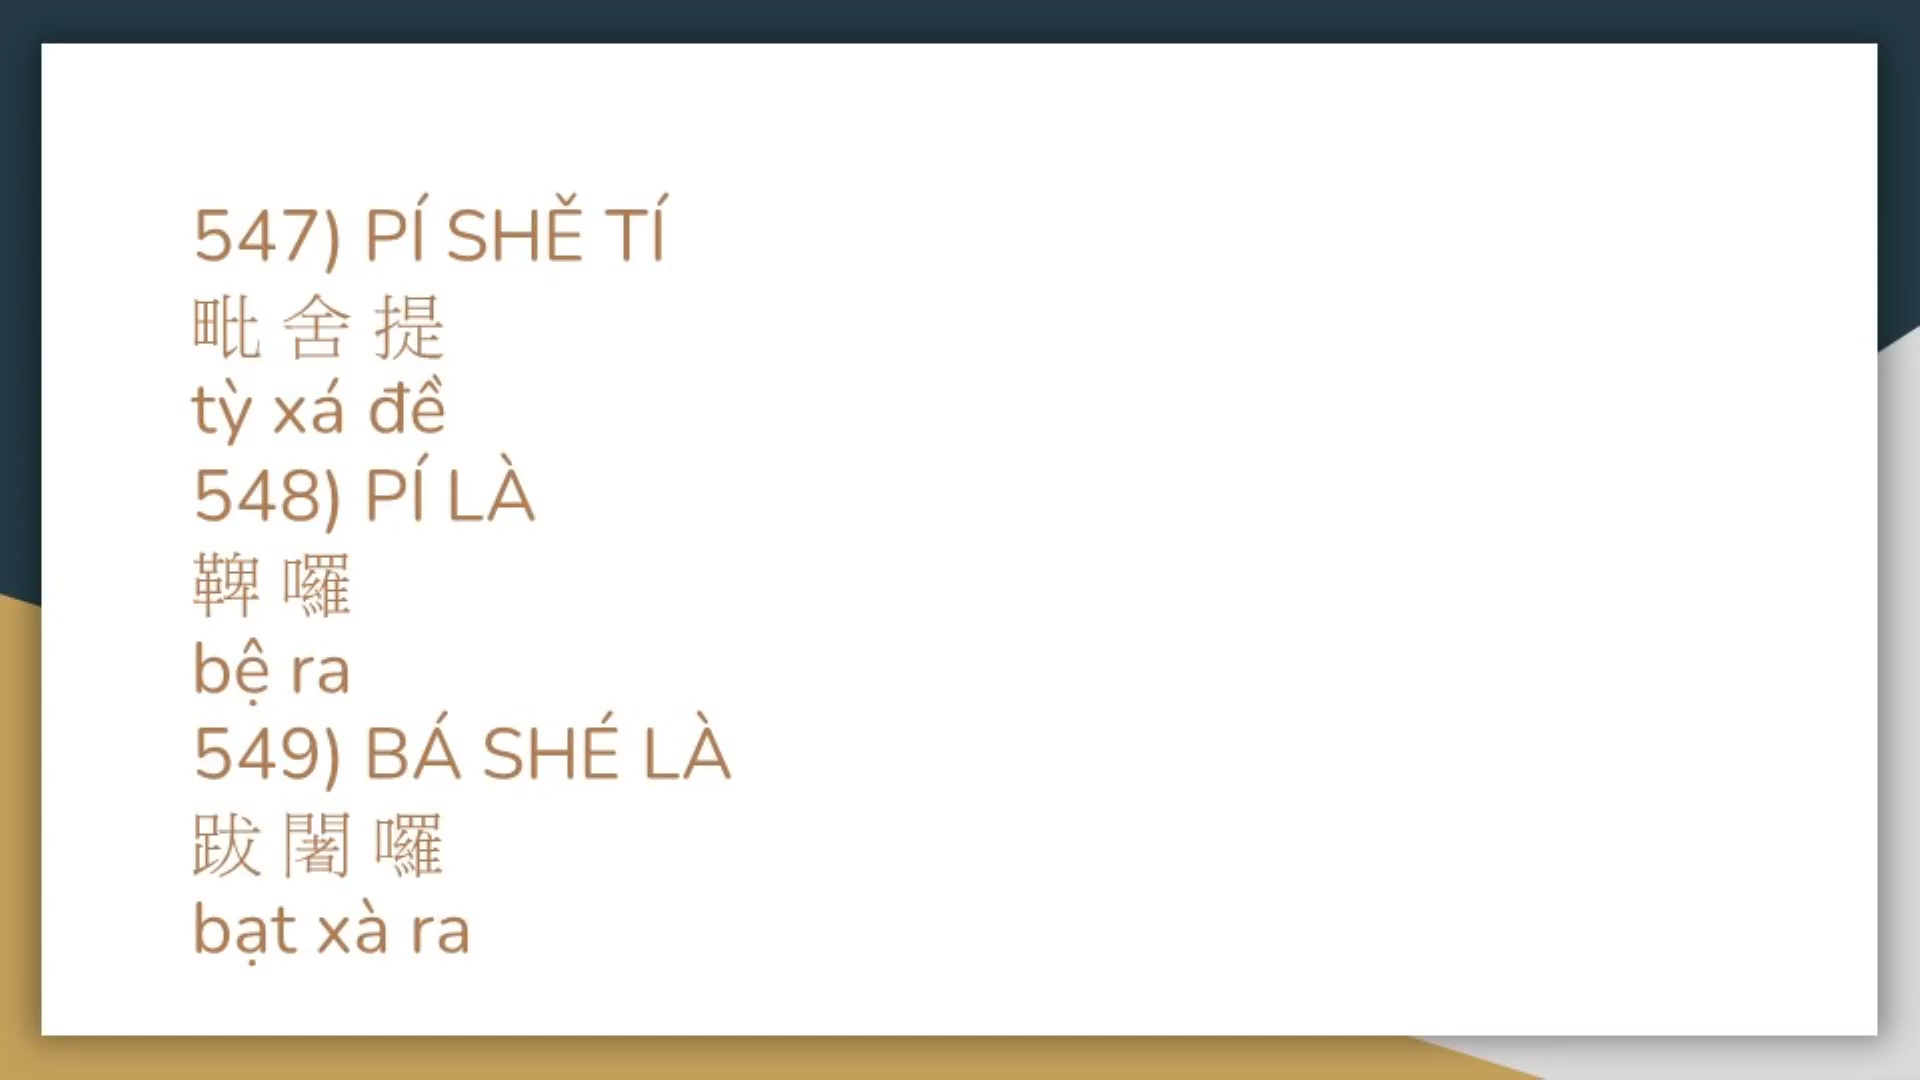 547) PÍ SHĚ TÍ
毗 舍 提
tỳ xá đề
548) PÍ LÀ
鞞 囉
bệ ra
549) BÁ SHÉ LÀ
跋 闍 囉
bạt xà ra